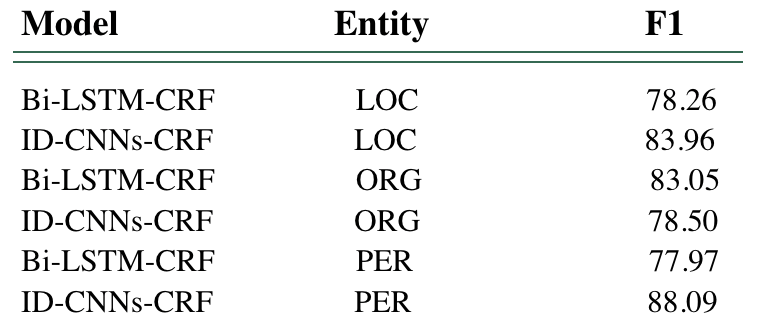 Model Entity F1
Bi-LSTM-CRF LOC 78.26
ID-CNNs-CRF LOC 83.96
Bi-LSTM-CRF ORG 83.05
ID-CNNs-CRF ORG 78.50
Bi-LSTM-CRF PER 77.97
ID-CNNs-CRF PER 88.09